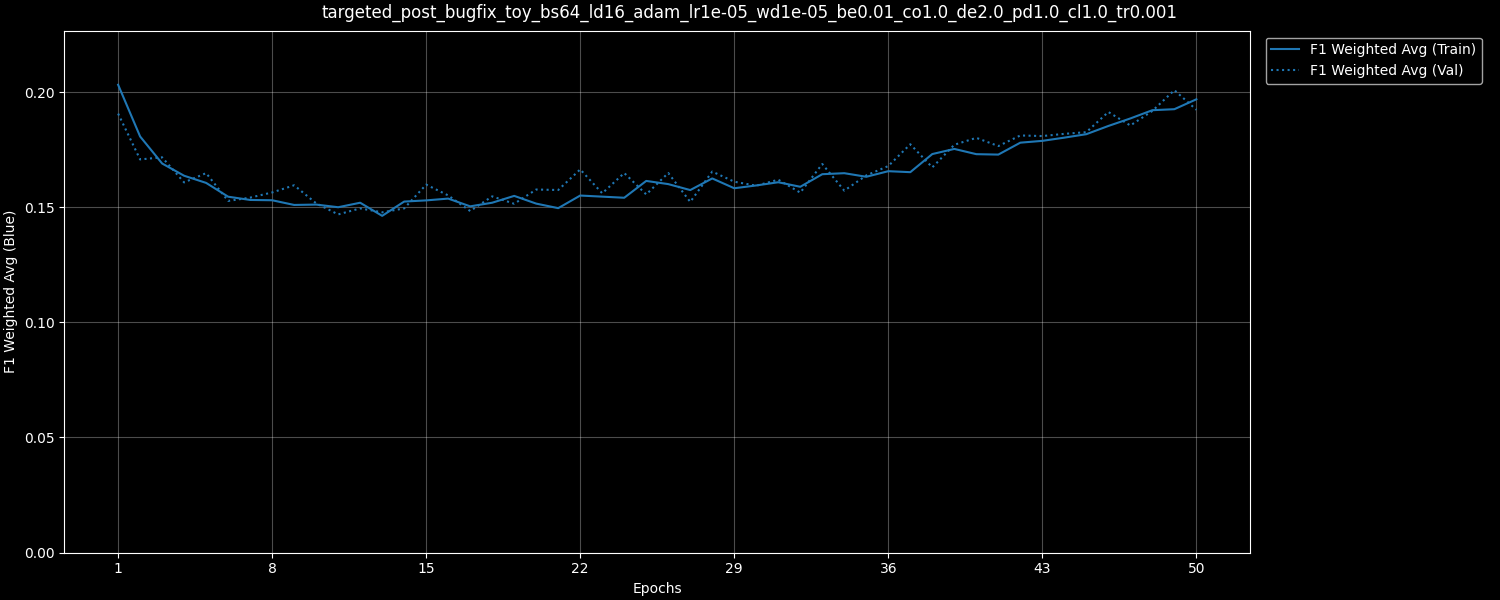 targeted_post_bugfix_toy_bs64_ld16_adam_lr1e-05_wd1e-05_be0.01_co1.0_de2.0_pd1.0_cl1.0_tr0.001
F1 Weighted Avg (Train)
F1 Weighted Avg (Val)
F1 Weighted Avg (Blue)
0.20
0.15
0.10
0.05
0.00
1 8 15 22 29 36 43 50
Epochs